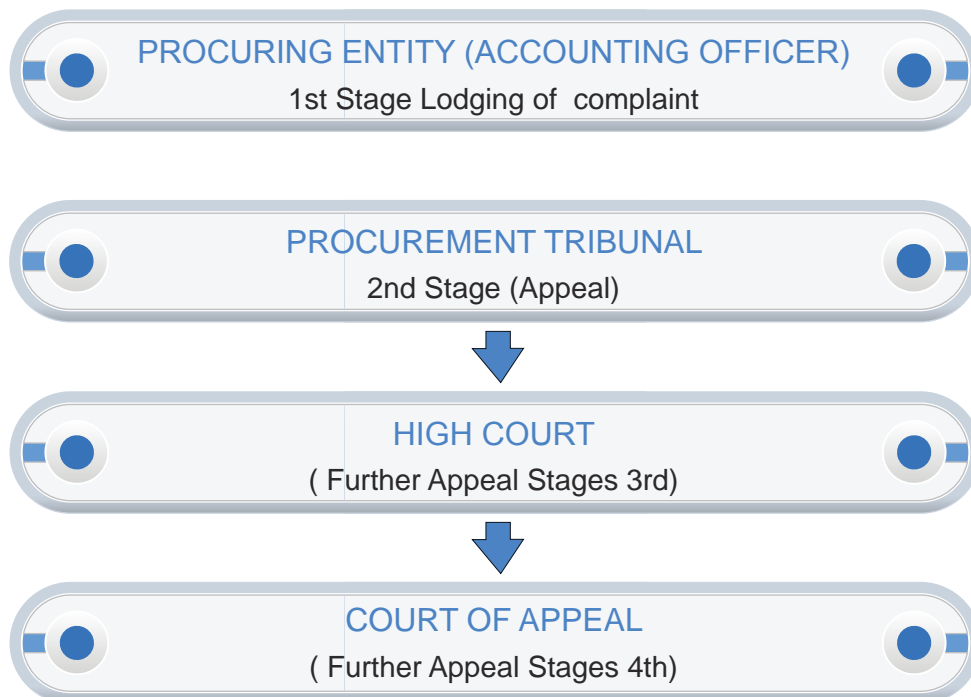 PROCURING ENTITY (ACCOUNTING OFFICER)
1st Stage Lodging of  complaint
PROCUREMENT TRIBUNAL
2nd Stage (Appeal)
HIGH COURT
( Further Appeal Stages 3rd)
COURT OF APPEAL
( Further Appeal Stages 4th)